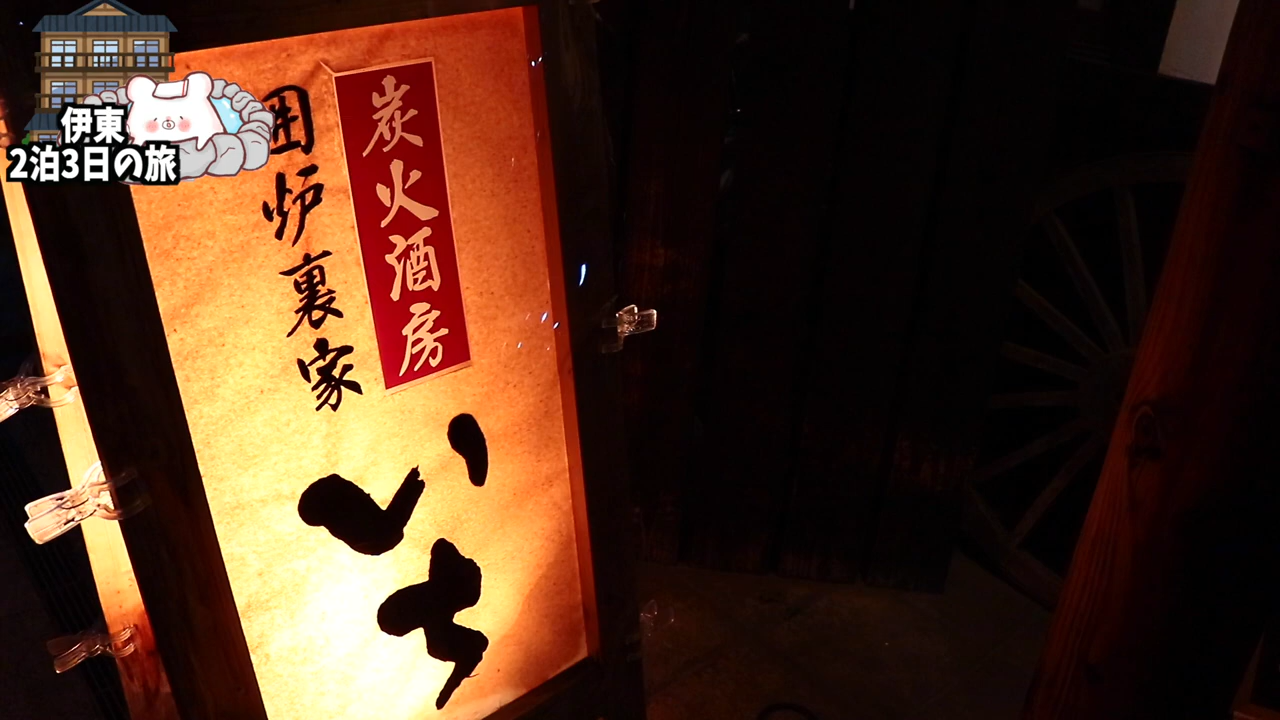 伊東
2泊3日の旅
炭火酒房
囲炉裏家
いち